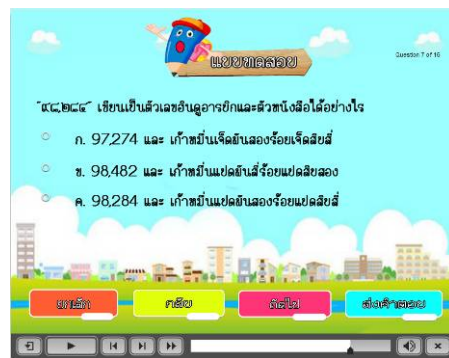 แบบทดสอบ
Question 7 of 16
"๙๘,๒๘๔" เขียนเป็นตัวเลขฮินดูอารบิกและตัวหนังสือได้อย่างไร
ก. 97,274 และ เก้าหมื่นเจ็ดพันสองร้อยเจ็ดสิบสี่
ข. 98,482 และ เก้าหมื่นแปดพันสี่ร้อยแปดสิบสอง
ค. 98,284 และ เก้าหมื่นแปดพันสองร้อยแปดสิบสี่
ยกเลิก
กลับ
ถัดไป
ส่งคำตอบ